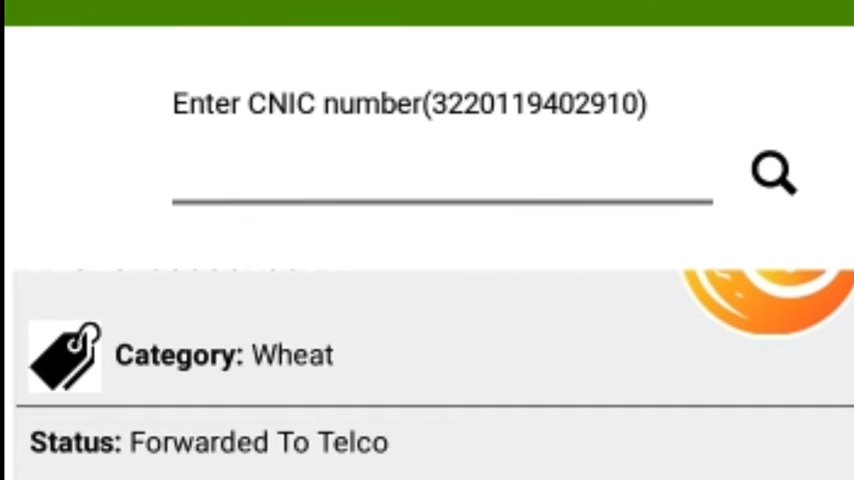 Enter CNIC number(3220119402910)
Category: Wheat
Status: Forwarded To Telco